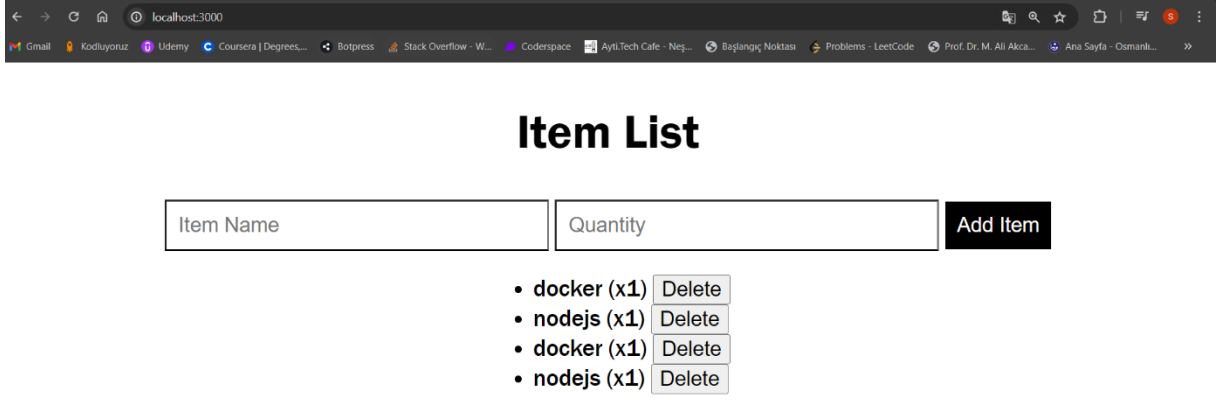 localhost:3000
S
Gmail Kodluyoruz Udemy Coursera | Degrees,... Botpress Stack Overflow - W... Coderspace Ayti.Tech Cafe - Neş... Başlangıç Noktası Problems - LeetCode Prof. Dr. M. Ali Akca... Ana Sayfa - Osmanlı... »
Item List
Item Name Quantity Add Item
• docker (x1) Delete
• nodejs (x1) Delete
• docker (x1) Delete
• nodejs (x1) Delete